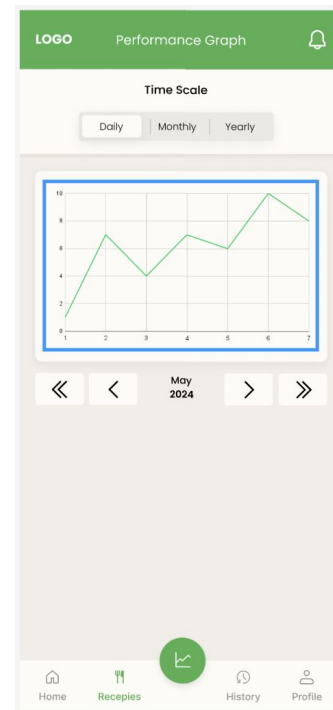 LOGO Performance Graph
Time Scale
Daily Monthly Yearly
10
8
6
4
2
0
1 2 3 4 5 6 7
May
2024
Home Recepies History Profile